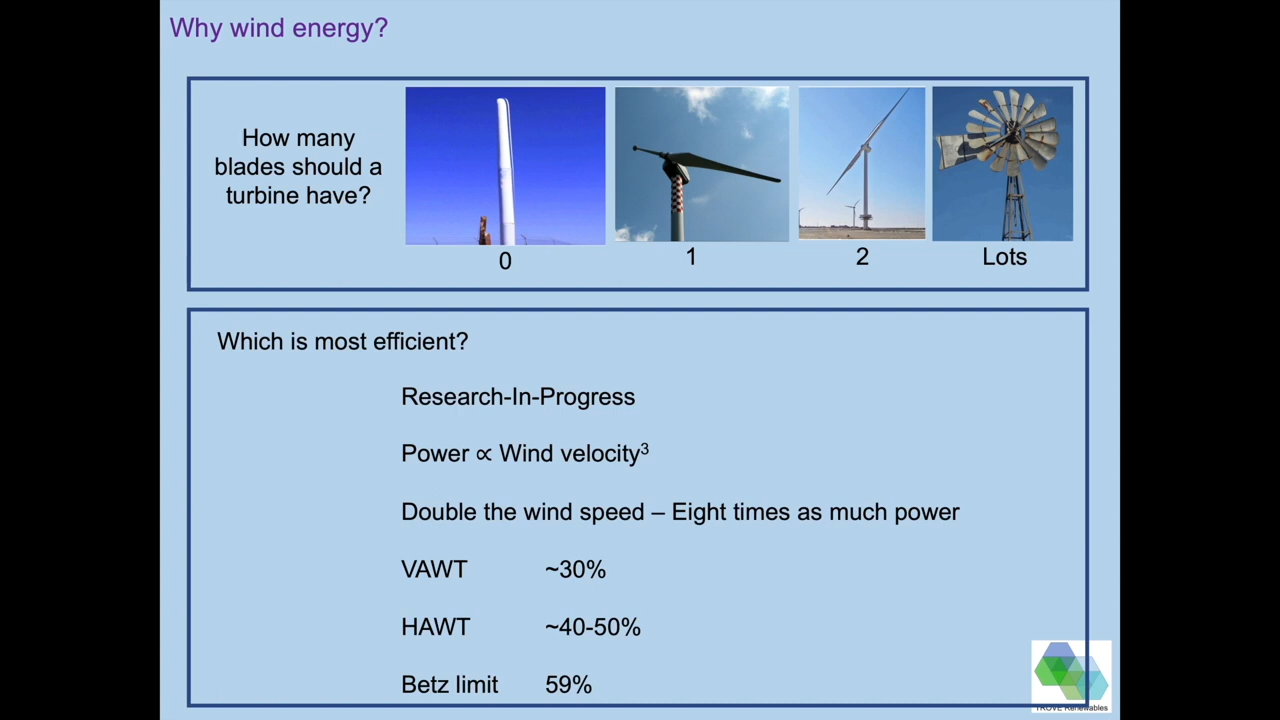 Why wind energy?
How many
blades should a
turbine have?
0
1
2
Lots
Which is most efficient?
Research-In-Progress
Power ∝ Wind velocity³
Double the wind speed – Eight times as much power
VAWT ~30%
HAWT ~40-50%
Betz limit 59%
TROVE Renewables